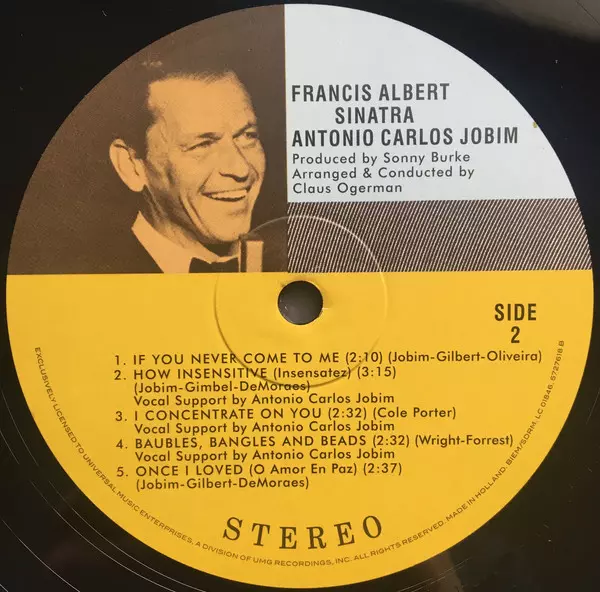 FRANCIS ALBERT
SINATRA
ANTONIO CARLOS JOBIM
Produced by Sonny Burke
Arranged & Conducted by
Claus Ogerman
SIDE
2
1. IF YOU NEVER COME TO ME (2:10) (Jobim-Gilbert-Oliveira)
2. HOW INSENSITIVE (Insensatez) (3:15)
(Jobim-Gimbel-DeMoraes)
Vocal Support by Antonio Carlos Jobim
3. I CONCENTRATE ON YOU (2:32) (Cole Porter)
Vocal Support by Antonio Carlos Jobim
4. BAUBLES, BANGLES AND BEADS (2:32) (Wright-Forrest)
Vocal Support by Antonio Carlos Jobim
5. ONCE I LOVED (O Amor En Paz) (2:37)
(Jobim-Gilbert-DeMoraes)
STEREO
EXCLUSIVELY LICENSED TO UNIVERSAL MUSIC ENTERPRISES, A DIVISION OF UMG RECORDINGS, INC. ALL RIGHTS RESERVED. MADE IN HOLLAND. BIEM/SDRM. LC 01846. 5727618.B